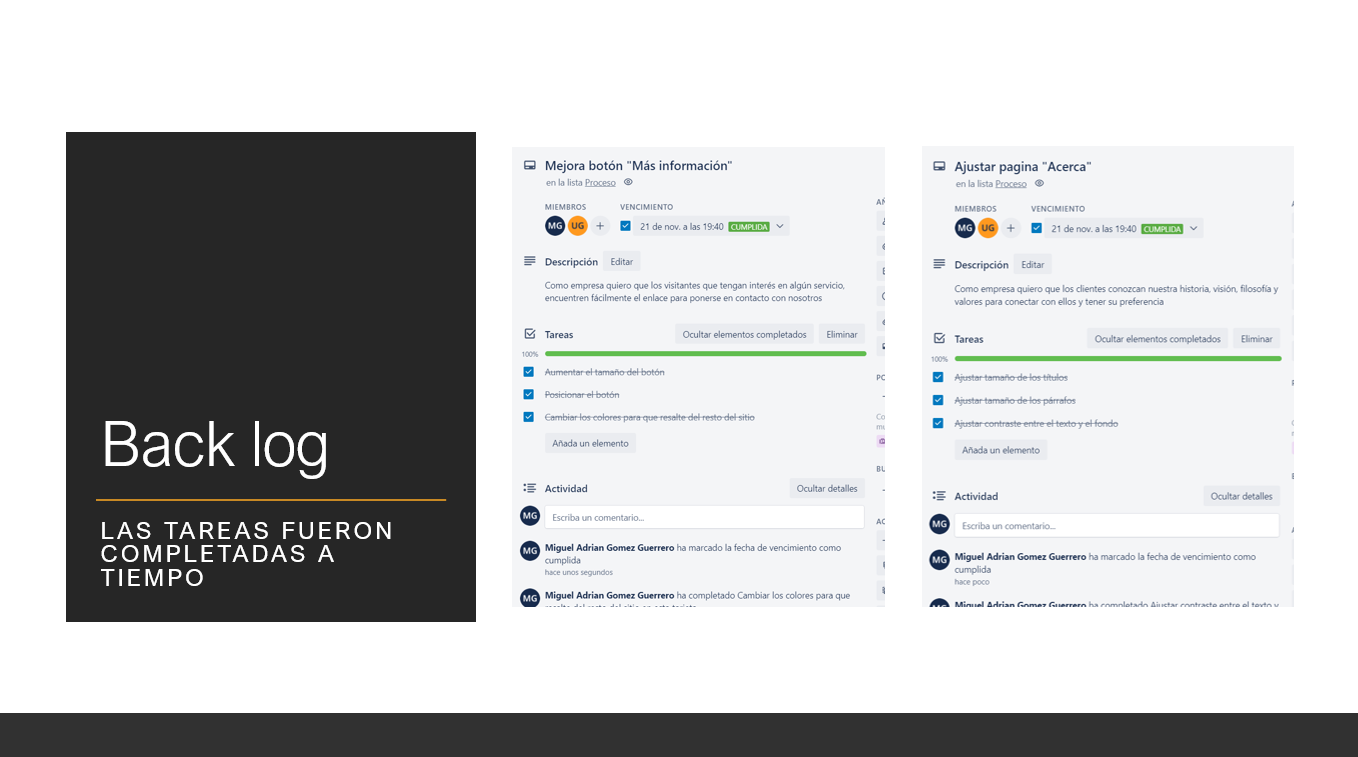 Back log
LAS TAREAS FUERON
COMPLETADAS A
TIEMPO
Mejora botón "Más información"
en la lista Proceso
MIEMBROS
VENCIMIENTO
MG
UG
21 de nov. a las 19:40
CUMPLIDA
Descripción
Editar
Como empresa quiero que los visitantes que tengan interés en algún servicio,
encuentren fácilmente el enlace para ponerse en contacto con nosotros
Tareas
Ocultar elementos completados
Eliminar
100%
Aumentar el tamaño del botón
Posicionar el botón
Cambiar los colores para que resalte del resto del sitio
Añada un elemento
Actividad
Ocultar detalles
MG
Escriba un comentario...
MG
Miguel Adrian Gomez Guerrero ha marcado la fecha de vencimiento como
cumplida
hace unos segundos
MG
Miguel Adrian Gomez Guerrero ha completado Cambiar los colores para que
resalte del resto del sitio en esta tarjeta
Ajustar pagina "Acerca"
en la lista Proceso
MIEMBROS
VENCIMIENTO
MG
UG
21 de nov. a las 19:40
CUMPLIDA
Descripción
Editar
Como empresa quiero que los clientes conozcan nuestra historia, visión, filosofía y
valores para conectar con ellos y tener su preferencia
Tareas
Ocultar elementos completados
Eliminar
100%
Ajustar tamaño de los títulos
Ajustar tamaño de los párrafos
Ajustar contraste entre el texto y el fondo
Añada un elemento
Actividad
Ocultar detalles
MG
Escriba un comentario...
MG
Miguel Adrian Gomez Guerrero ha marcado la fecha de vencimiento como
cumplida
hace poco
MG
Miguel Adrian Gomez Guerrero ha completado Ajustar contraste entre el texto y